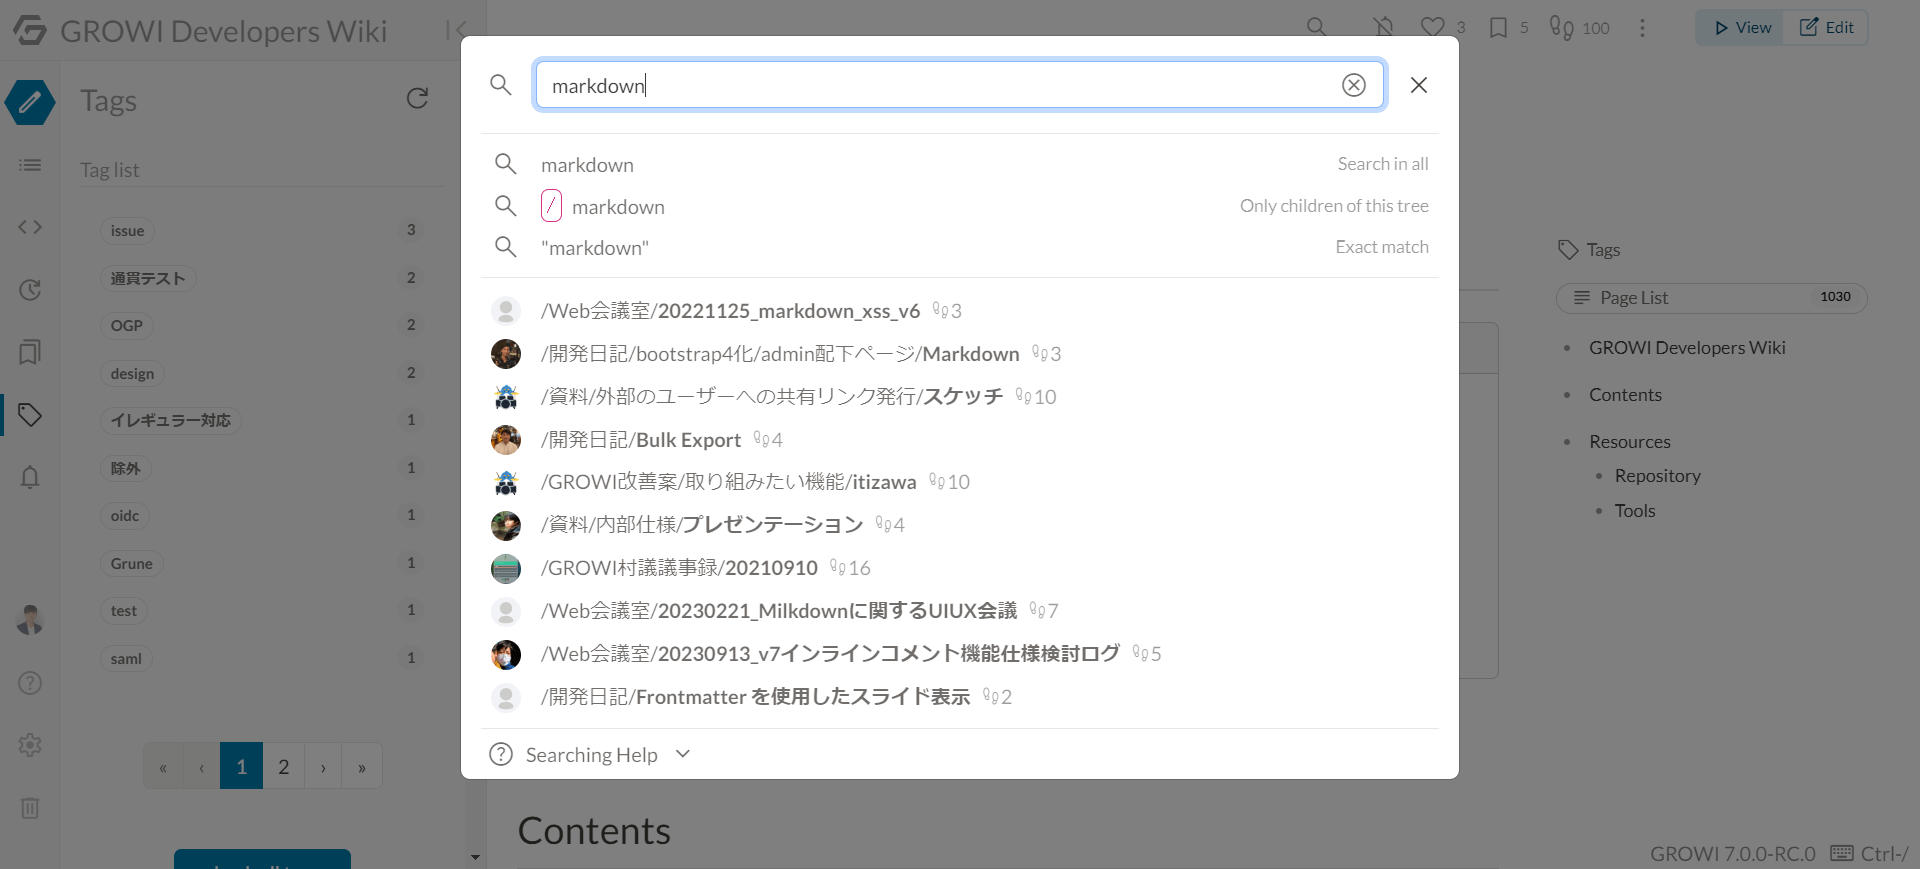 GROWI Developers Wiki
3
5
100
View
Edit
markdown
Tags
Tag list
issue 3
通貫テスト 2
OGP 2
design 2
イレギュラー対応 1
除外 1
oidc 1
Grune 1
test 1
saml 1
« ‹ 1 2 › »
markdown Search in all
/ markdown Only children of this tree
"markdown" Exact match
/Web会議室/20221125_markdown_xss_v6 3
/開発日記/bootstrap4化/admin配下ページ/Markdown 3
/資料/外部のユーザーへの共有リンク発行/スケッチ 10
/開発日記/Bulk Export 4
/GROWI改善案/取り組みたい機能/itizawa 10
/資料/内部仕様/プレゼンテーション 4
/GROWI村議議事録/20210910 16
/Web会議室/20230221_Milkdownに関するUIUX会議 7
/Web会議室/20230913_v7インラインコメント機能仕様検討ログ 5
/開発日記/Frontmatter を使用したスライド表示 2
Searching Help
Tags
Page List 1030
GROWI Developers Wiki
Contents
Resources
Repository
Tools
Contents
GROWI 7.0.0-RC.0 Ctrl-/